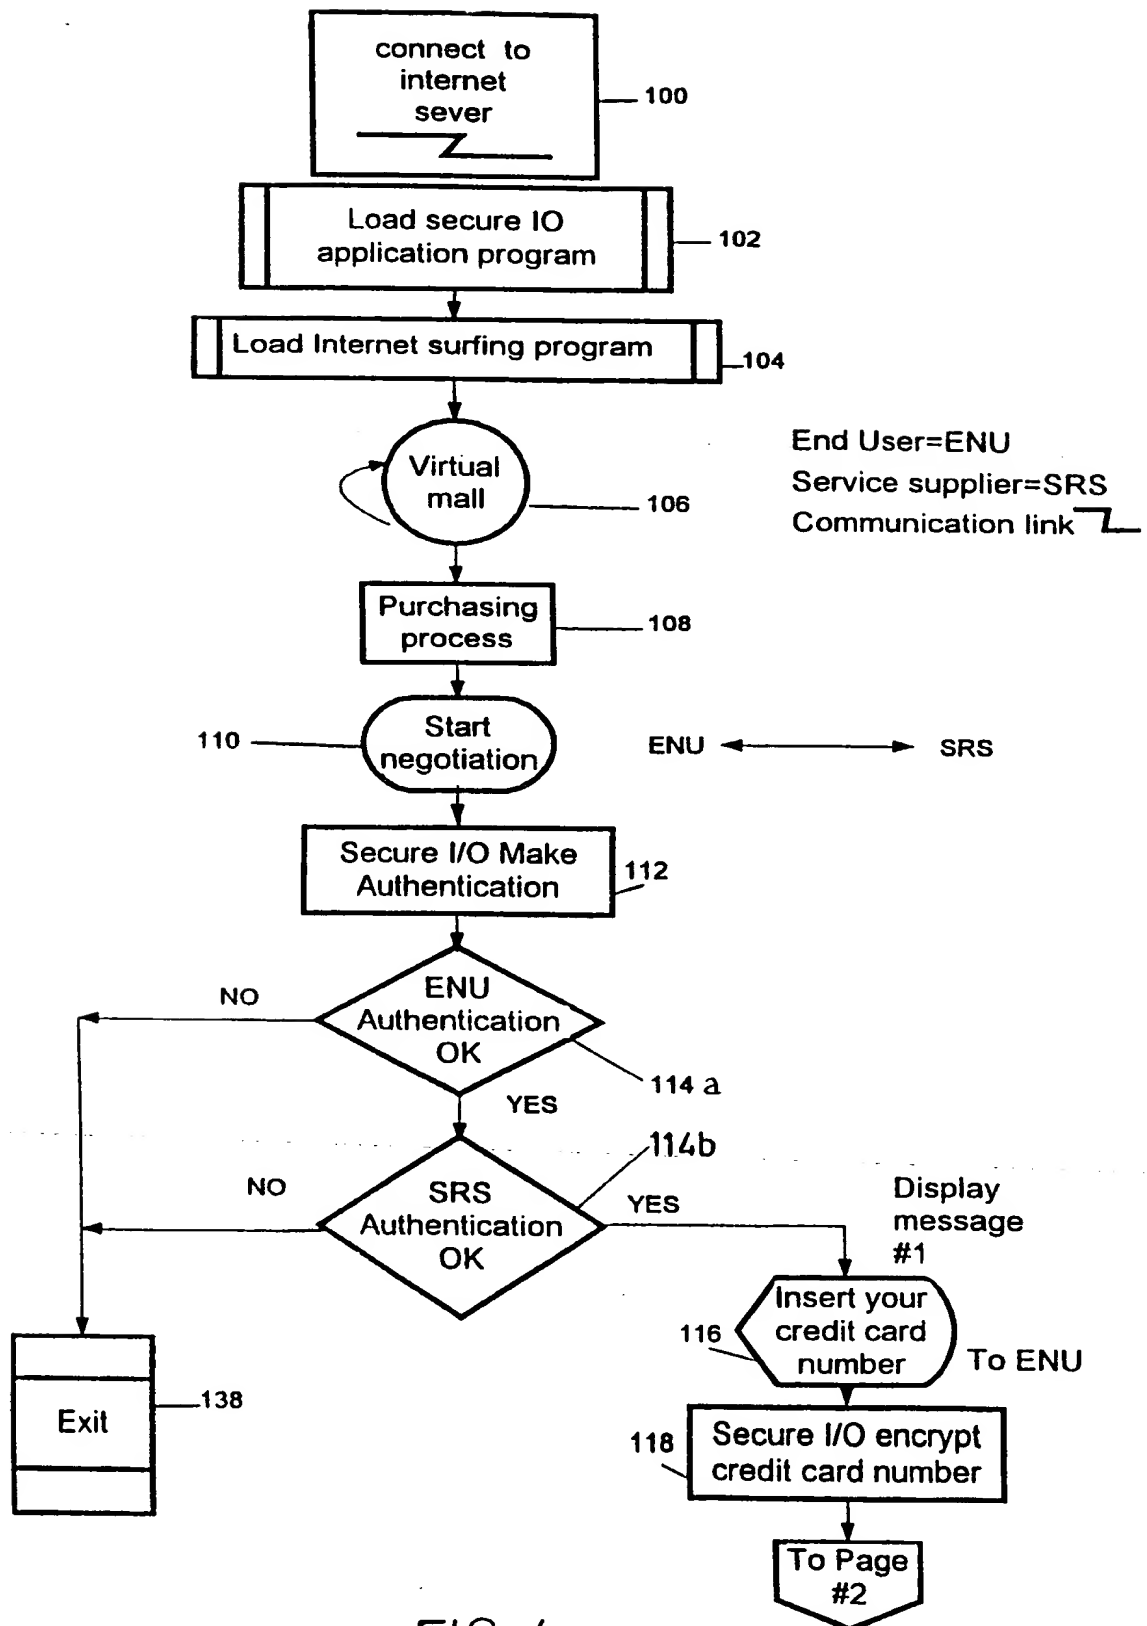 connect to
internet
sever
100
Load secure IO
application program
102
Load Internet surfing program
104
Virtual
mall
106
End User=ENU
Service supplier=SRS
Communication link
Purchasing
process
108
110
Start
negotiation
ENU
SRS
Secure I/O Make
Authentication
112
NO
ENU
Authentication
OK
114 a
YES
114b
NO
SRS
Authentication
OK
YES
Display
message
#1
116
Insert your
credit card
number
To ENU
Exit
138
118
Secure I/O encrypt
credit card number
To Page
#2